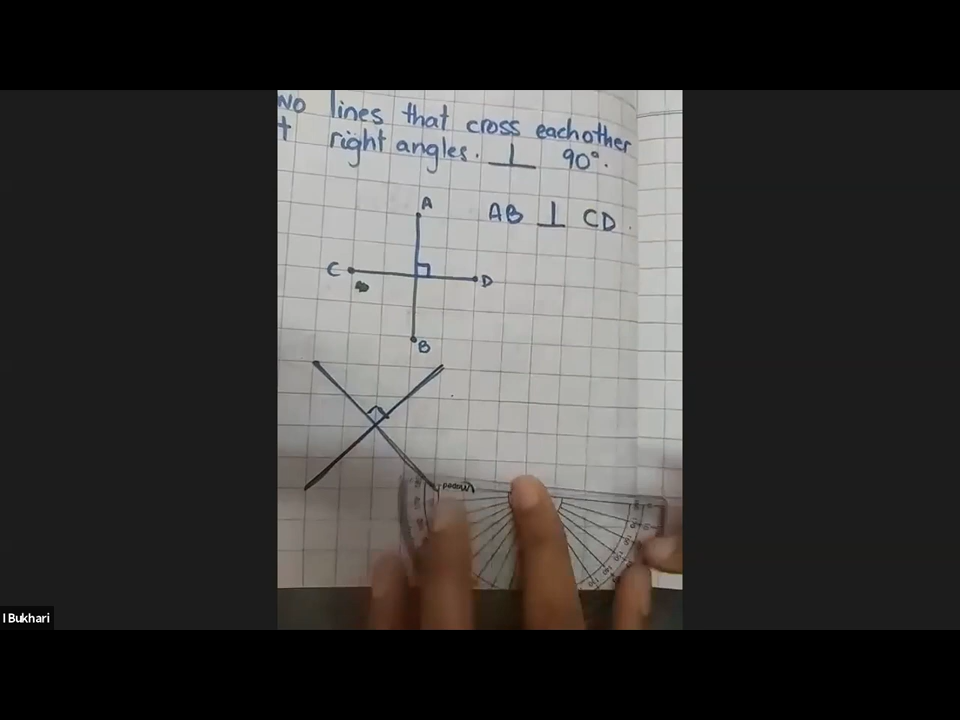 lines that cross eachother
right angles. ⊥ 90°.
A
AB ⊥ CD.
C
D
B
I Bukhari